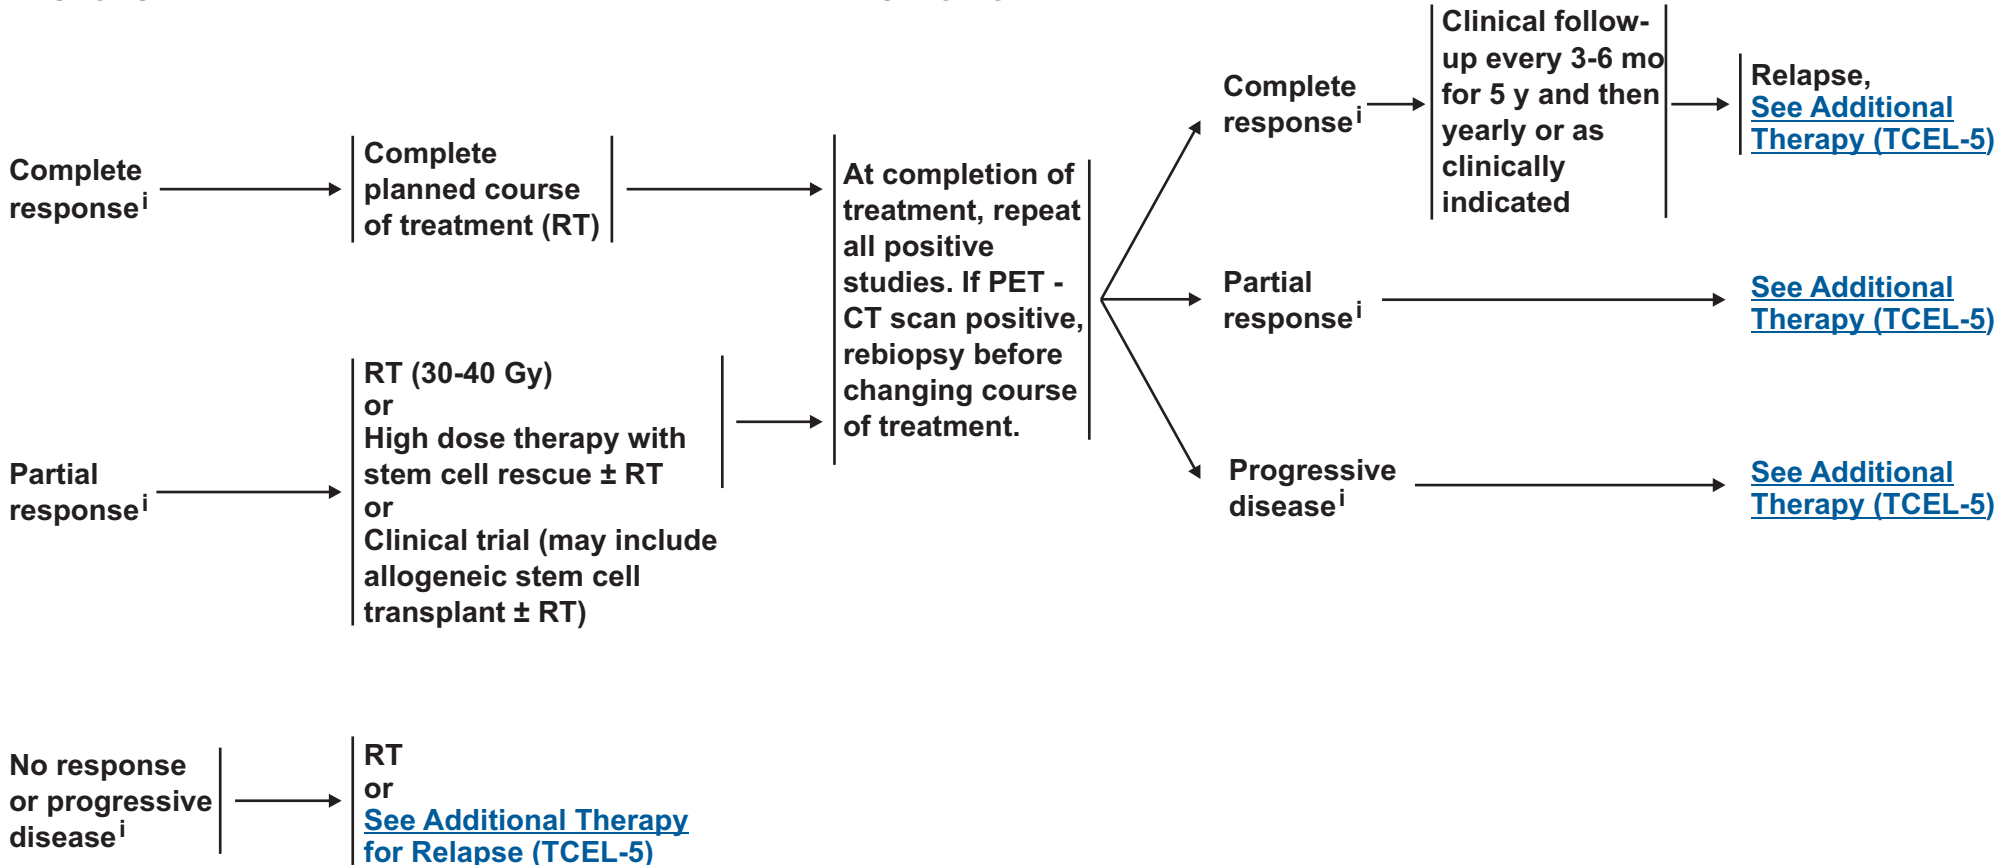 Complete
response i
Complete
planned course
of treatment (RT)
Partial
response i
RT (30-40 Gy)
or
High dose therapy with
stem cell rescue ± RT
or
Clinical trial (may include
allogeneic stem cell
transplant ± RT)
At completion of
treatment, repeat
all positive
studies. If PET -
CT scan positive,
rebiopsy before
changing course
of treatment.
Complete
response i
Clinical follow-
up every 3-6 mo
for 5 y and then
yearly or as
clinically
indicated
Relapse,
See Additional
Therapy (TCEL-5)
Partial
response i
See Additional
Therapy (TCEL-5)
Progressive
disease i
See Additional
Therapy (TCEL-5)
No response
or progressive
disease i
RT
or
See Additional Therapy
for Relapse (TCEL-5)